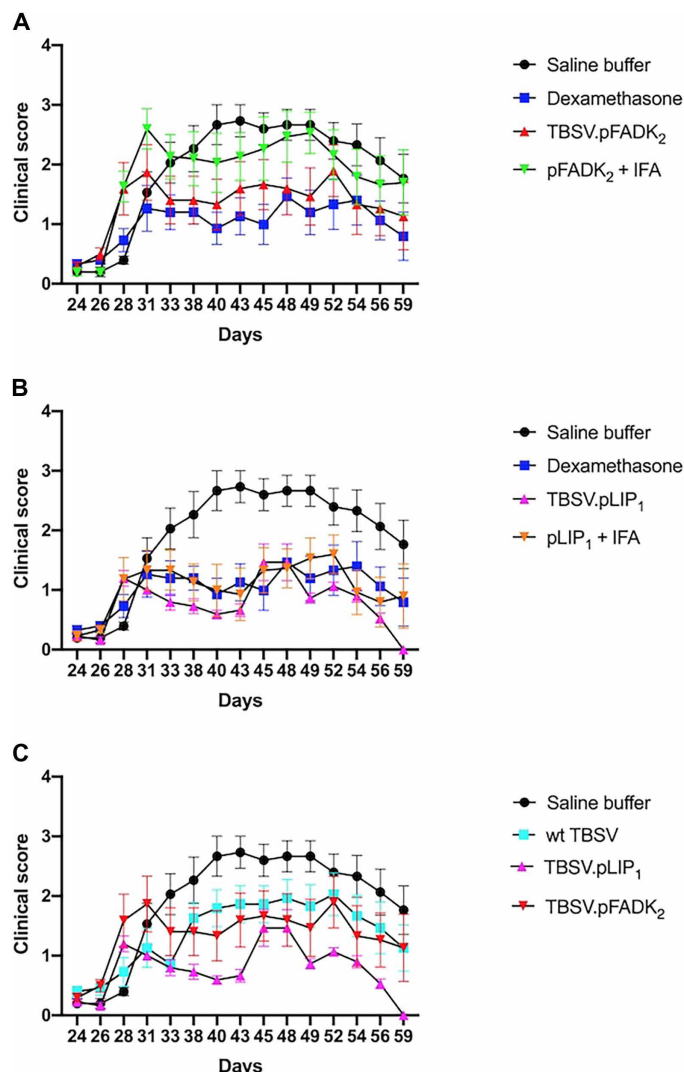 A
Clinical score
4
3
2
1
0
24 26 28 31 33 38 40 43 45 48 49 52 54 56 59
Days
Saline buffer
Dexamethasone
TBSV.pFADK₂
pFADK₂ + IFA
B
Clinical score
4
3
2
1
0
24 26 28 31 33 38 40 43 45 48 49 52 54 56 59
Days
Saline buffer
Dexamethasone
TBSV.pLIP₁
pLIP₁ + IFA
C
Clinical score
4
3
2
1
0
24 26 28 31 33 38 40 43 45 48 49 52 54 56 59
Days
Saline buffer
wt TBSV
TBSV.pLIP₁
TBSV.pFADK₂